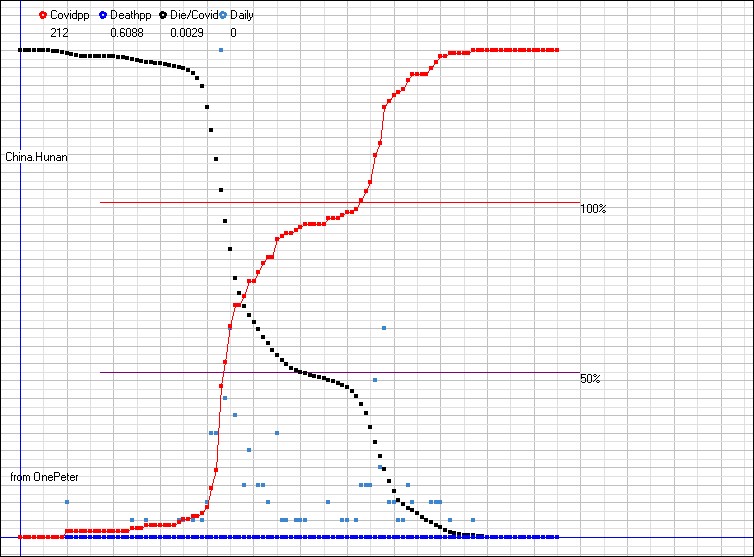 Covidpp Deathpp Die/Covid Daily
212 0.6088 0.0029 0
China.Hunan
100%
50%
from OnePeter